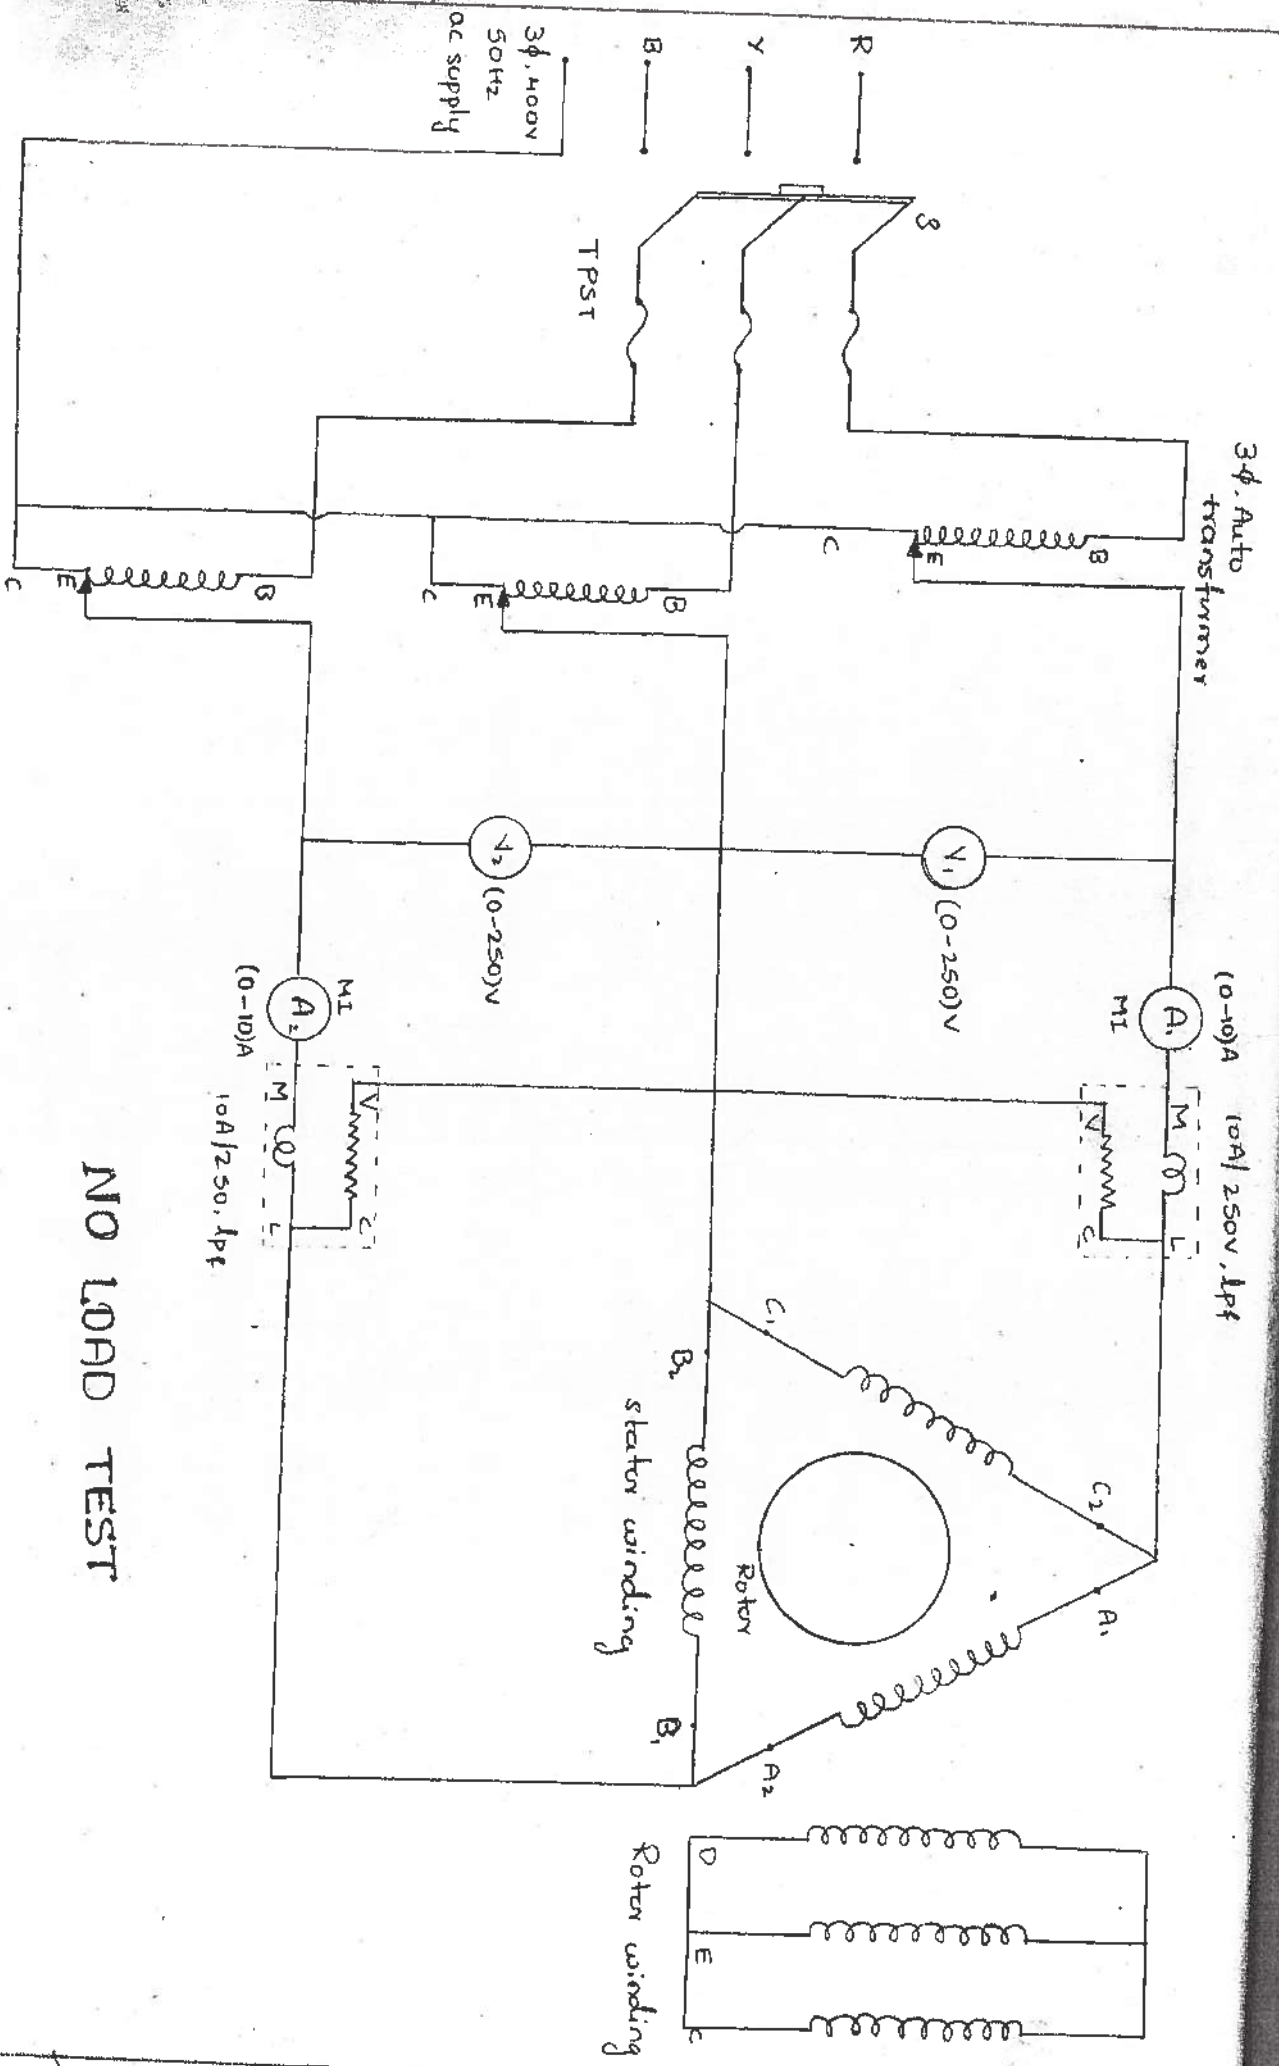 3ϕ. Auto
transfurmer
R
Y
B
3ϕ, 400V
50Hz
ac supply
S
TPST
B
E
C
B
E
C
B
E
C
V₁
(0-250)V
V₂
(0-250)V
(0-10)A
A₁
MI
10A/250V, lpf
M
L
V
C
MI
A₂
(0-10)A
10A/250, lpf
M
L
V
C
C₁
C₂
A₁
A₂
B₂
B₁
Rotor
stator winding
D
E
C
Rotor winding
NO LOAD TEST